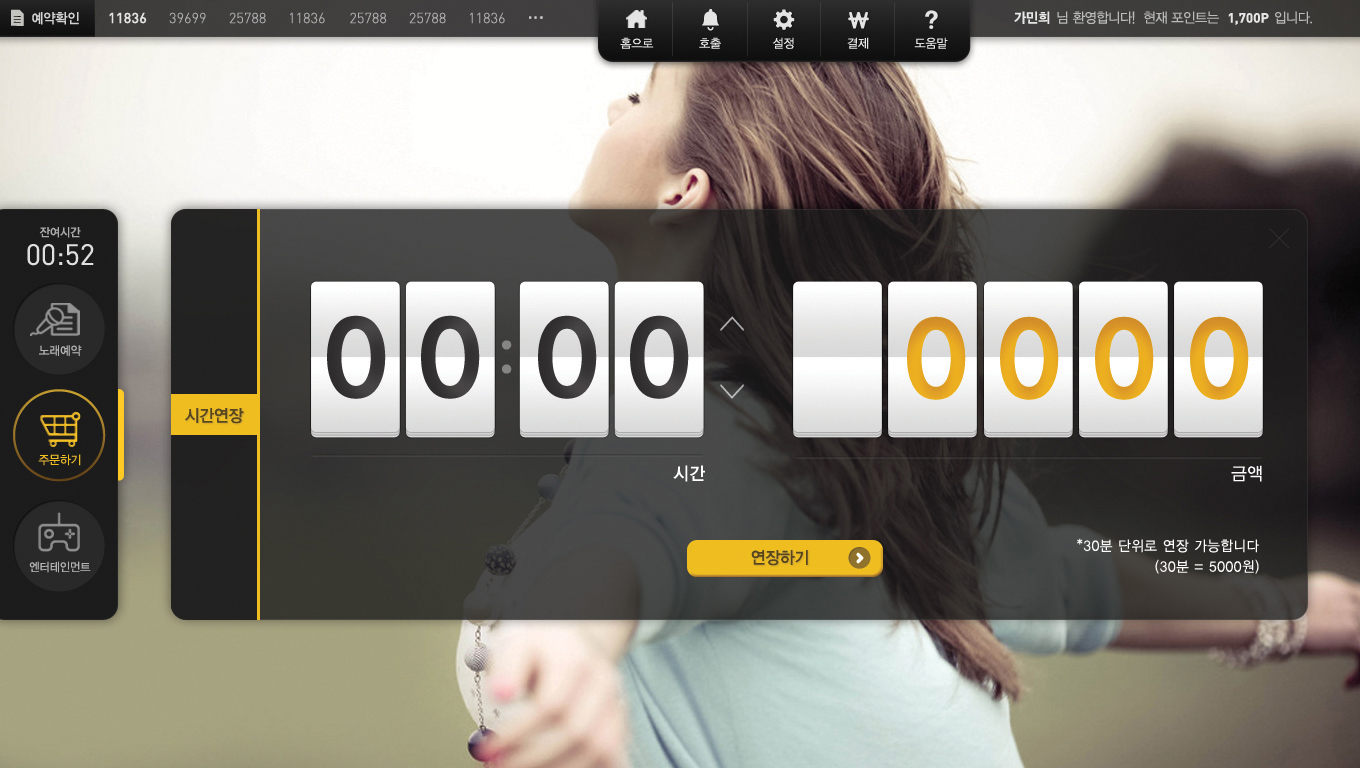 예약확인 11836 39699 25788 11836 25788 25788 11836 ...
홈으로 호출 설정 결제 도움말
가민희 님 환영합니다! 현재 포인트는 1,700P 입니다.
잔여시간
00:52
노래예약
주문하기
엔터테인먼트
시간연장
00:00
시간
0000
금액
연장하기
*30분 단위로 연장 가능합니다
(30분 = 5000원)